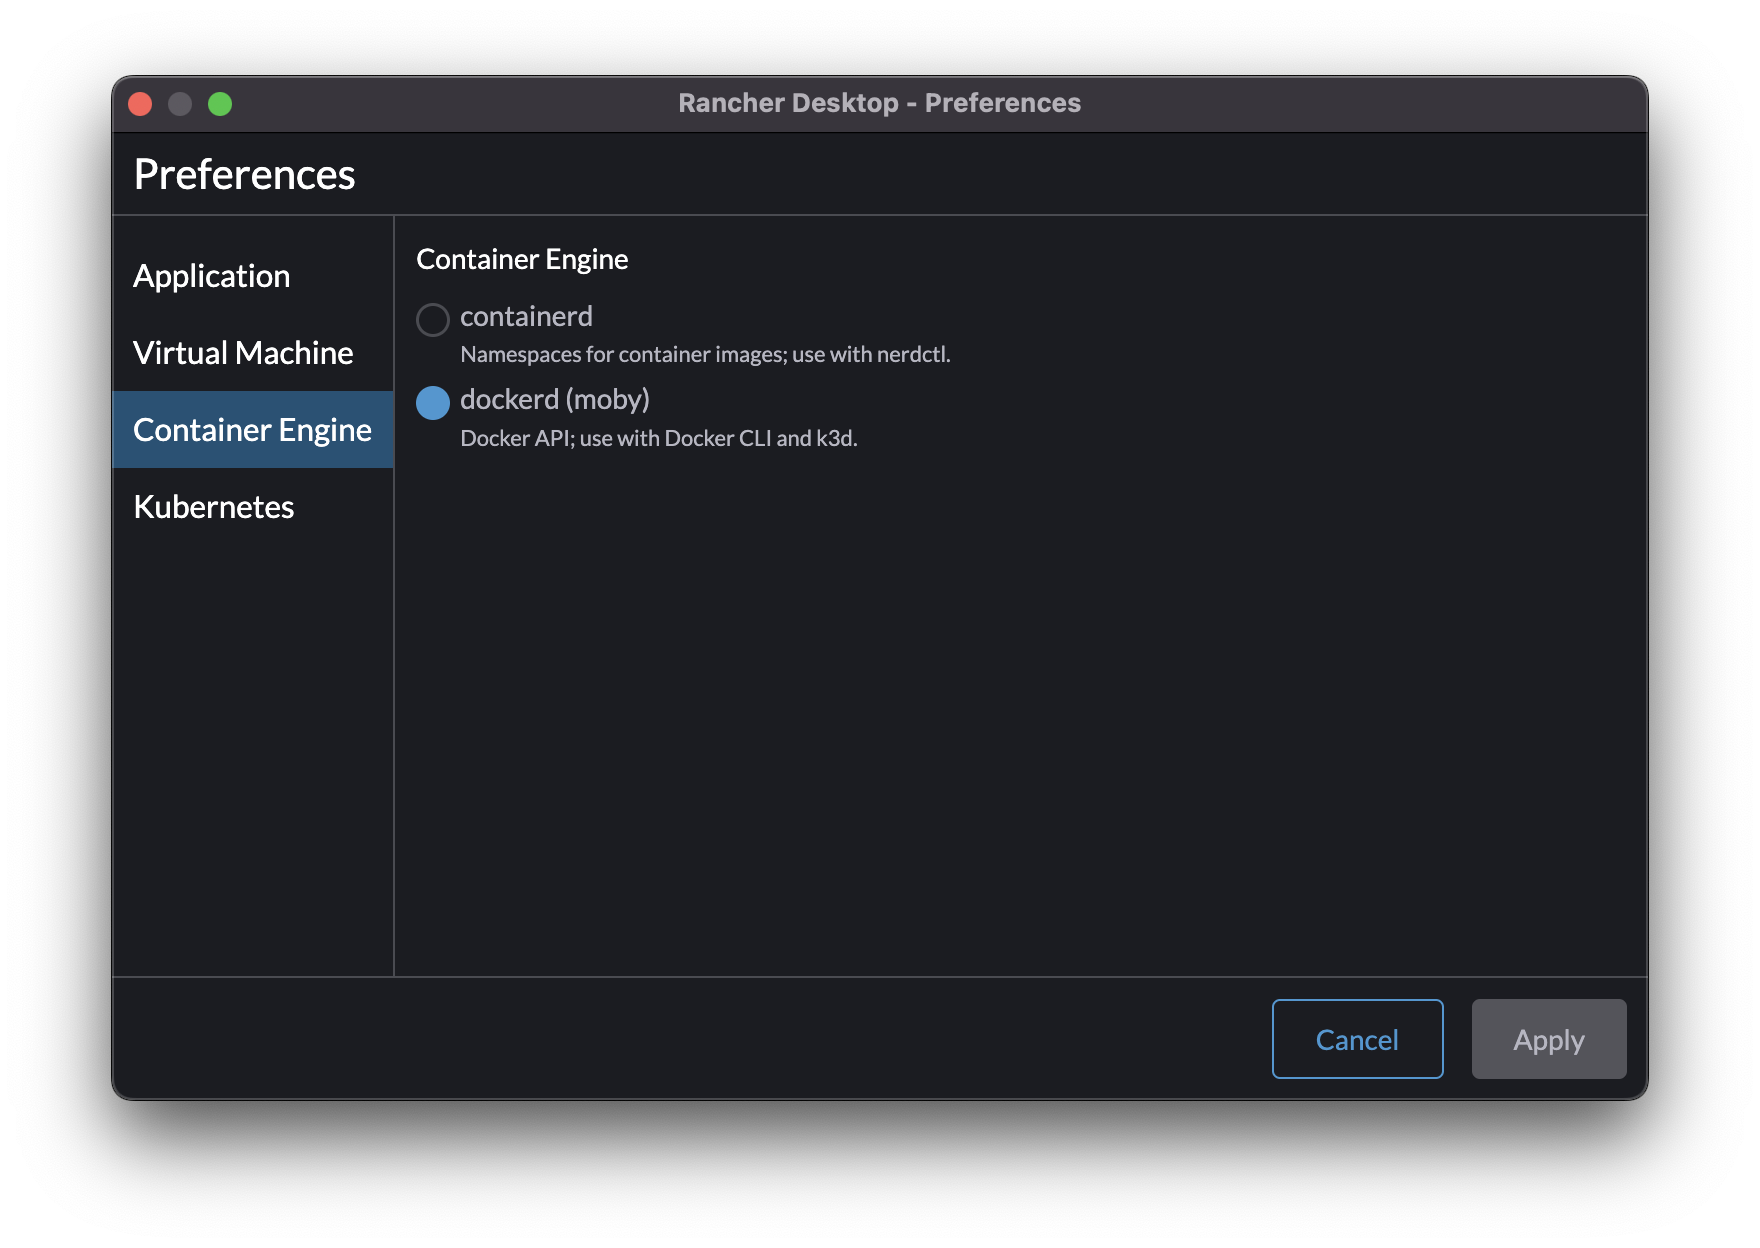 Rancher Desktop - Preferences
Preferences
Application
Virtual Machine
Container Engine
Kubernetes
Container Engine
containerd
Namespaces for container images; use with nerdctl.
dockerd (moby)
Docker API; use with Docker CLI and k3d.
Cancel
Apply